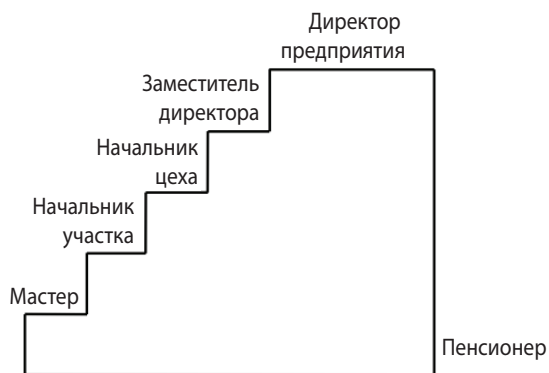 Директор
предприятия
Заместитель
директора
Начальник
цеха
Начальник
участка
Мастер
Пенсионер